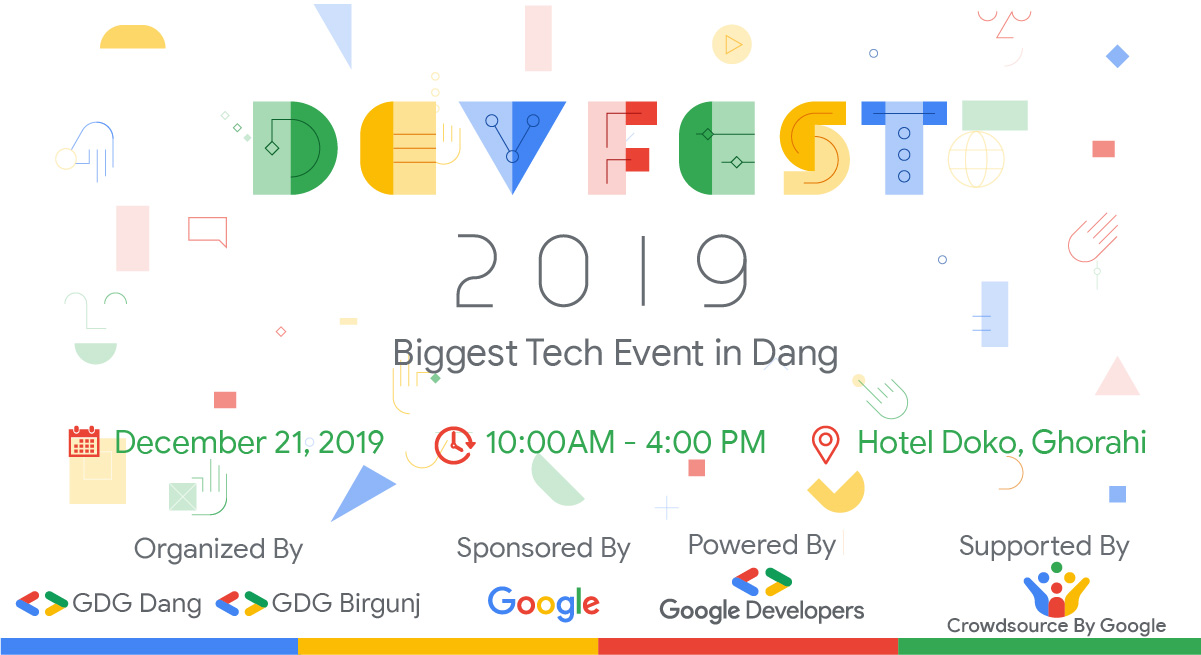 DEVFEST
2019
Biggest Tech Event in Dang
December 21, 2019
10:00AM - 4:00 PM
Hotel Doko, Ghorahi
Organized By
GDG Dang
GDG Birgunj
Sponsored By
Google
Powered By
Google Developers
Supported By
Crowdsource By Google